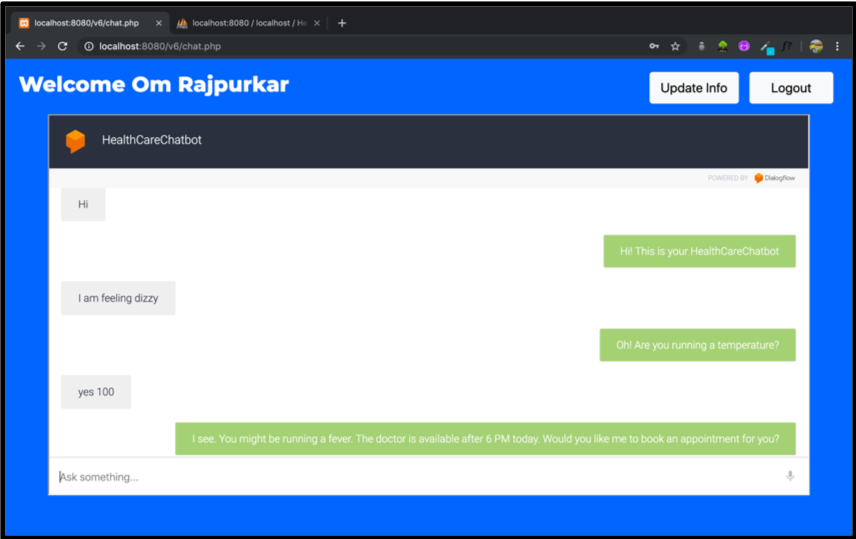 localhost:8080/v6/chat.php
localhost:8080 / localhost / He
localhost:8080/v6/chat.php
Welcome Om Rajpurkar
Update Info
Logout
HealthCareChatbot
POWERED BY Dialogflow
Hi
Hi! This is your HealthCareChatbot
I am feeling dizzy
Oh! Are you running a temperature?
yes 100
I see. You might be running a fever. The doctor is available after 6 PM today. Would you like me to book an appointment for you?
Ask something...